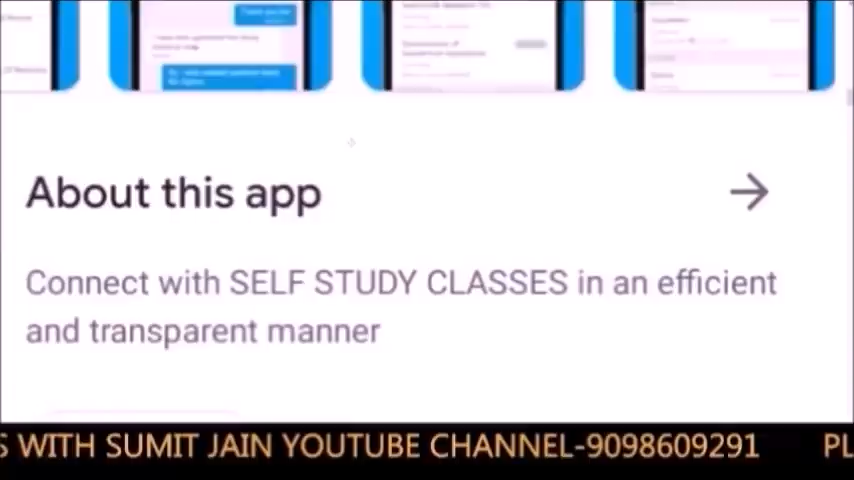 About this app
Connect with SELF STUDY CLASSES in an efficient
and transparent manner
S WITH SUMIT JAIN YOUTUBE CHANNEL-9098609291 PL